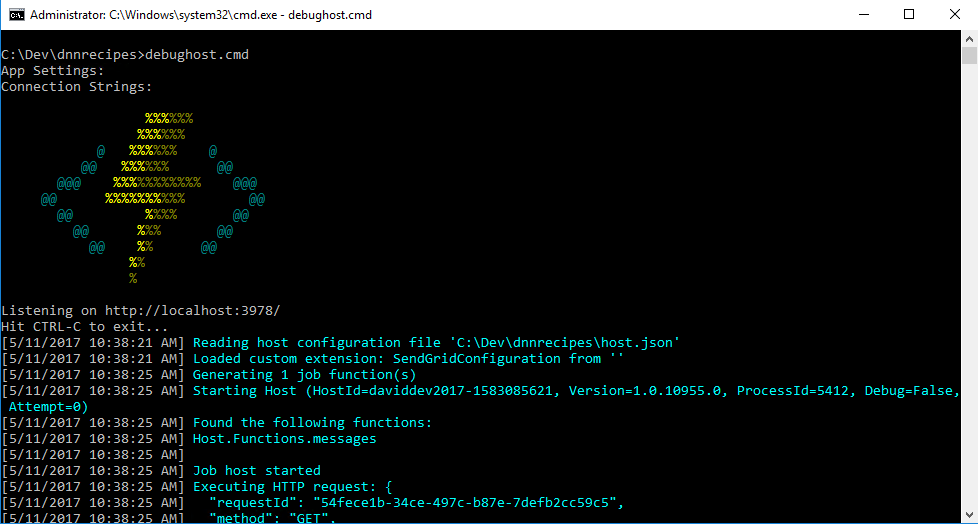 Administrator: C:\Windows\system32\cmd.exe - debughost.cmd
C:\Dev\dnnrecipes>debughost.cmd
App Settings:
Connection Strings:
                  %%%%%%
                 %%%%%%
            @   %%%%%%    @
          @@   %%%%%%      @@
       @@@    %%%%%%%%%%%    @@@
     @@      %%%%%%%%%%        @@
       @@         %%%%       @@
         @@      %%%       @@
           @@    %%      @@
                %%
                %
Listening on http://localhost:3978/
Hit CTRL-C to exit...
[5/11/2017 10:38:21 AM] Reading host configuration file 'C:\Dev\dnnrecipes\host.json'
[5/11/2017 10:38:21 AM] Loaded custom extension: SendGridConfiguration from ''
[5/11/2017 10:38:25 AM] Generating 1 job function(s)
[5/11/2017 10:38:25 AM] Starting Host (HostId=daviddev2017-1583085621, Version=1.0.10955.0, ProcessId=5412, Debug=False,
 Attempt=0)
[5/11/2017 10:38:25 AM] Found the following functions:
[5/11/2017 10:38:25 AM] Host.Functions.messages
[5/11/2017 10:38:25 AM]
[5/11/2017 10:38:25 AM] Job host started
[5/11/2017 10:38:25 AM] Executing HTTP request: {
[5/11/2017 10:38:25 AM]   "requestId": "54fece1b-34ce-497c-b87e-7defb2cc59c5",
[5/11/2017 10:38:25 AM]   "method": "GET",